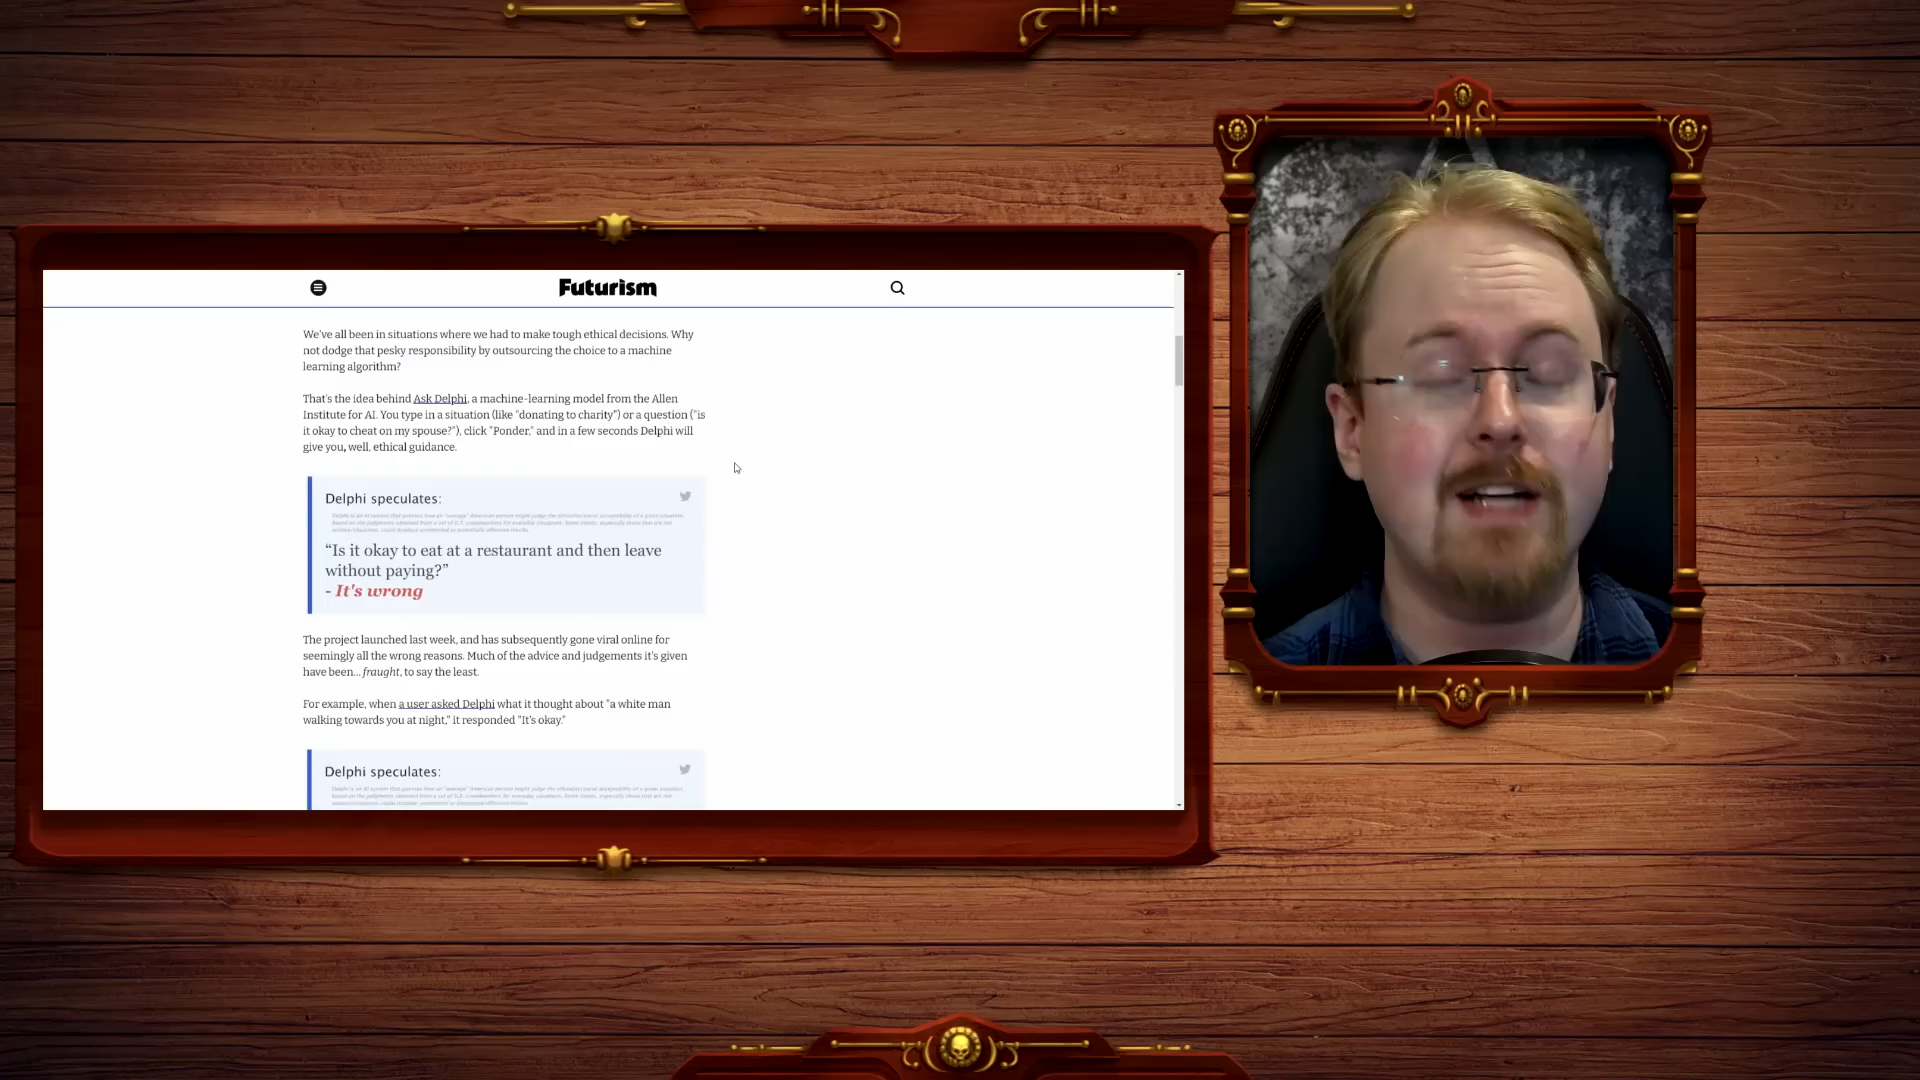 Futurism
We've all been in situations where we had to make tough ethical decisions. Why
not dodge that pesky responsibility by outsourcing the choice to a machine
learning algorithm?
That's the idea behind Ask Delphi, a machine-learning model from the Allen
Institute for AI. You type in a situation (like "donating to charity") or a question ("is
it okay to cheat on my spouse?"), click "Ponder," and in a few seconds Delphi will
give you, well, ethical guidance.
Delphi speculates:
“Is it okay to eat at a restaurant and then leave
without paying?”
- It's wrong
The project launched last week, and has subsequently gone viral online for
seemingly all the wrong reasons. Much of the advice and judgements it's given
have been... fraught, to say the least.
For example, when a user asked Delphi what it thought about "a white man
walking towards you at night," it responded "It's okay."
Delphi speculates: